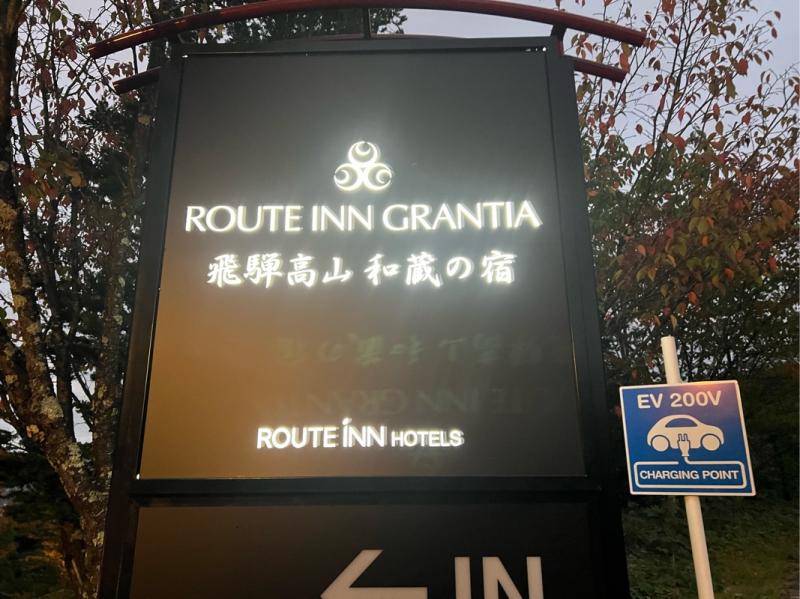 ROUTE INN GRANTIA
飛騨高山 和蔵の宿
ROUTE INN HOTELS
← IN
EV 200V
CHARGING POINT